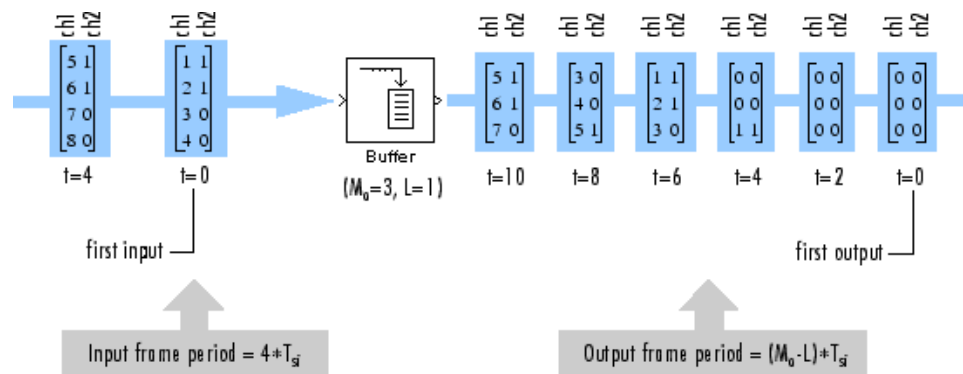 ch1 ch2 ch1 ch2 ch1 ch2 ch1 ch2 ch1 ch2 ch1 ch2 ch1 ch2 ch1 ch2
5 1 1 1 5 1 3 0 1 1 0 0 0 0 0 0
6 1 2 1 6 1 4 0 2 1 0 0 0 0 0 0
7 0 3 0 7 0 5 1 3 0 1 1 0 0 0 0
8 0 4 0
Buffer
t=4 t=0 t=10 t=8 t=6 t=4 t=2 t=0
(Mₒ=3, L=1)
first input first output
Input frame period = 4*Tₛᵢ Output frame period = (Mₒ-L)*Tₛᵢ